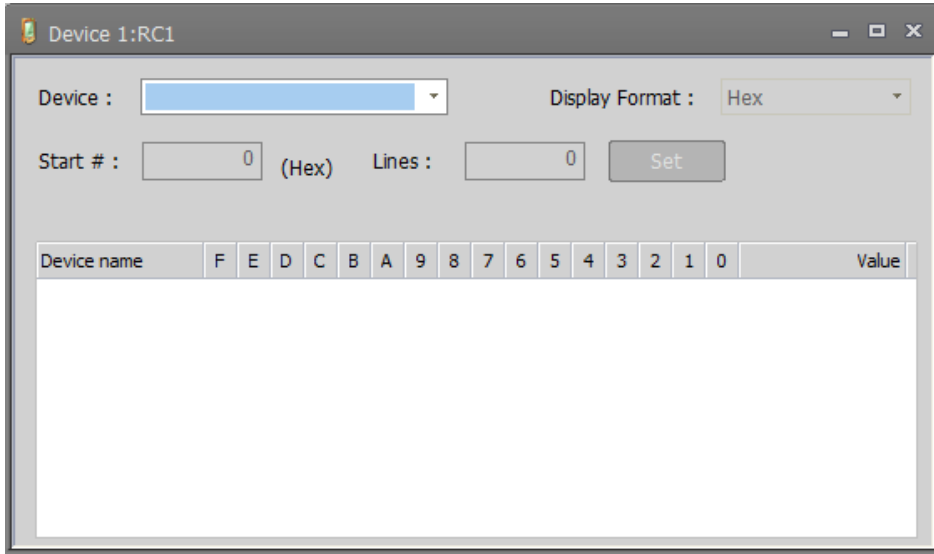 Device 1:RC1
Device : Display Format : Hex
Start # : 0 (Hex) Lines : 0 Set
Device name F E D C B A 9 8 7 6 5 4 3 2 1 0 Value